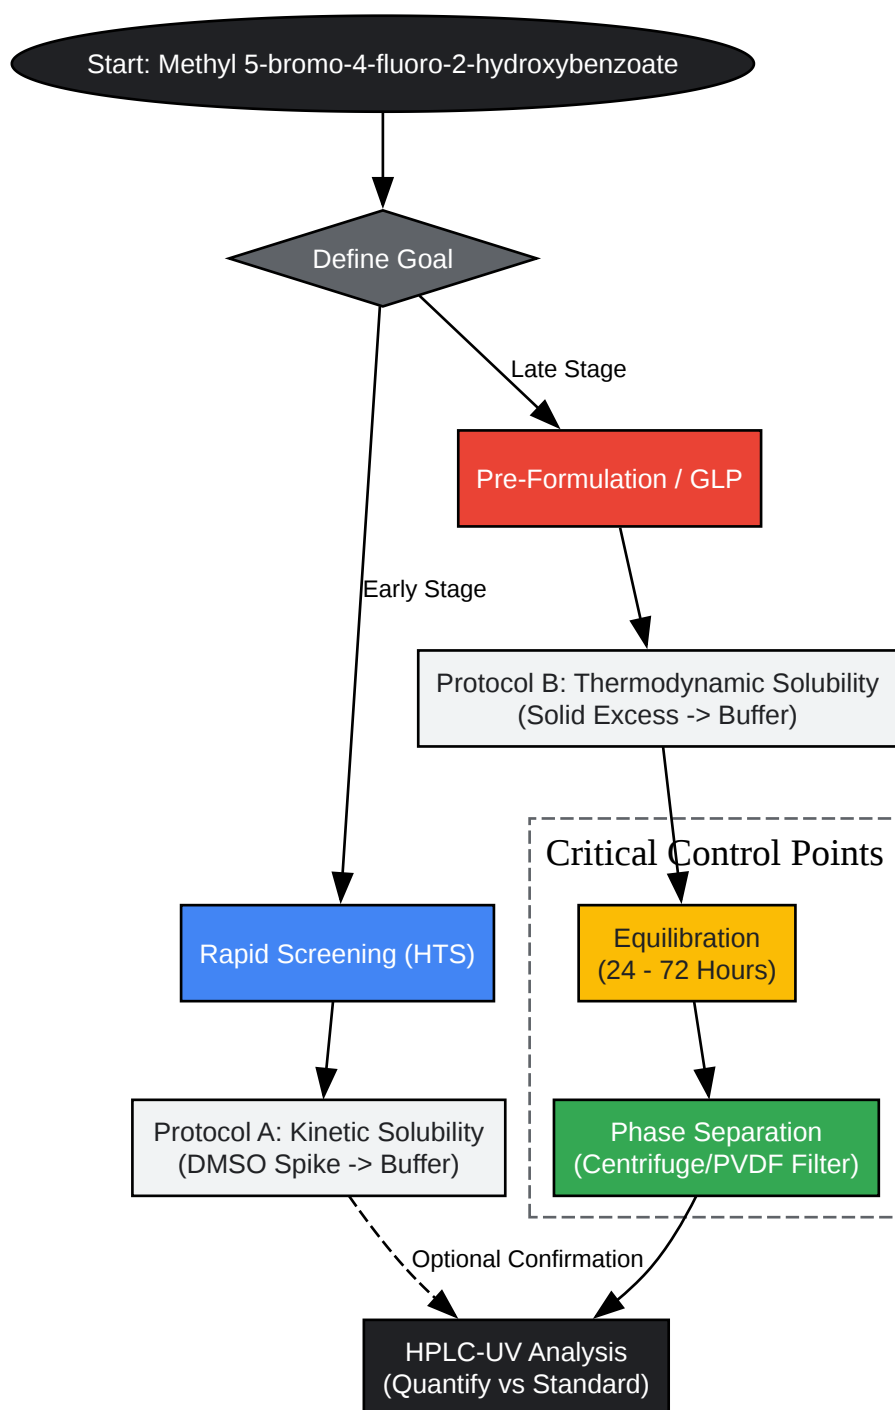 Start: Methyl 5-bromo-4-fluoro-2-hydroxybenzoate
Define Goal
Late Stage
Pre-Formulation / GLP
Early Stage
Protocol B: Thermodynamic Solubility
(Solid Excess -> Buffer)
Critical Control Points
Rapid Screening (HTS)
Equilibration
(24 - 72 Hours)
Protocol A: Kinetic Solubility
(DMSO Spike -> Buffer)
Phase Separation
(Centrifuge/PVDF Filter)
Optional Confirmation
HPLC-UV Analysis
(Quantify vs Standard)